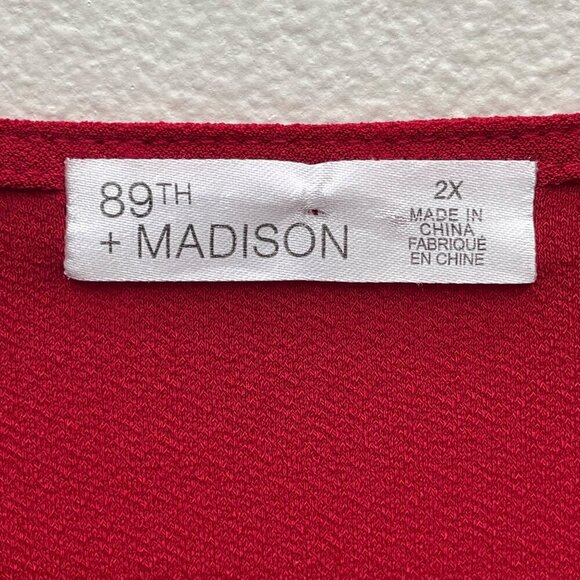 89TH
+ MADISON
2X
MADE IN
CHINA
FABRIQUÉ
EN CHINE